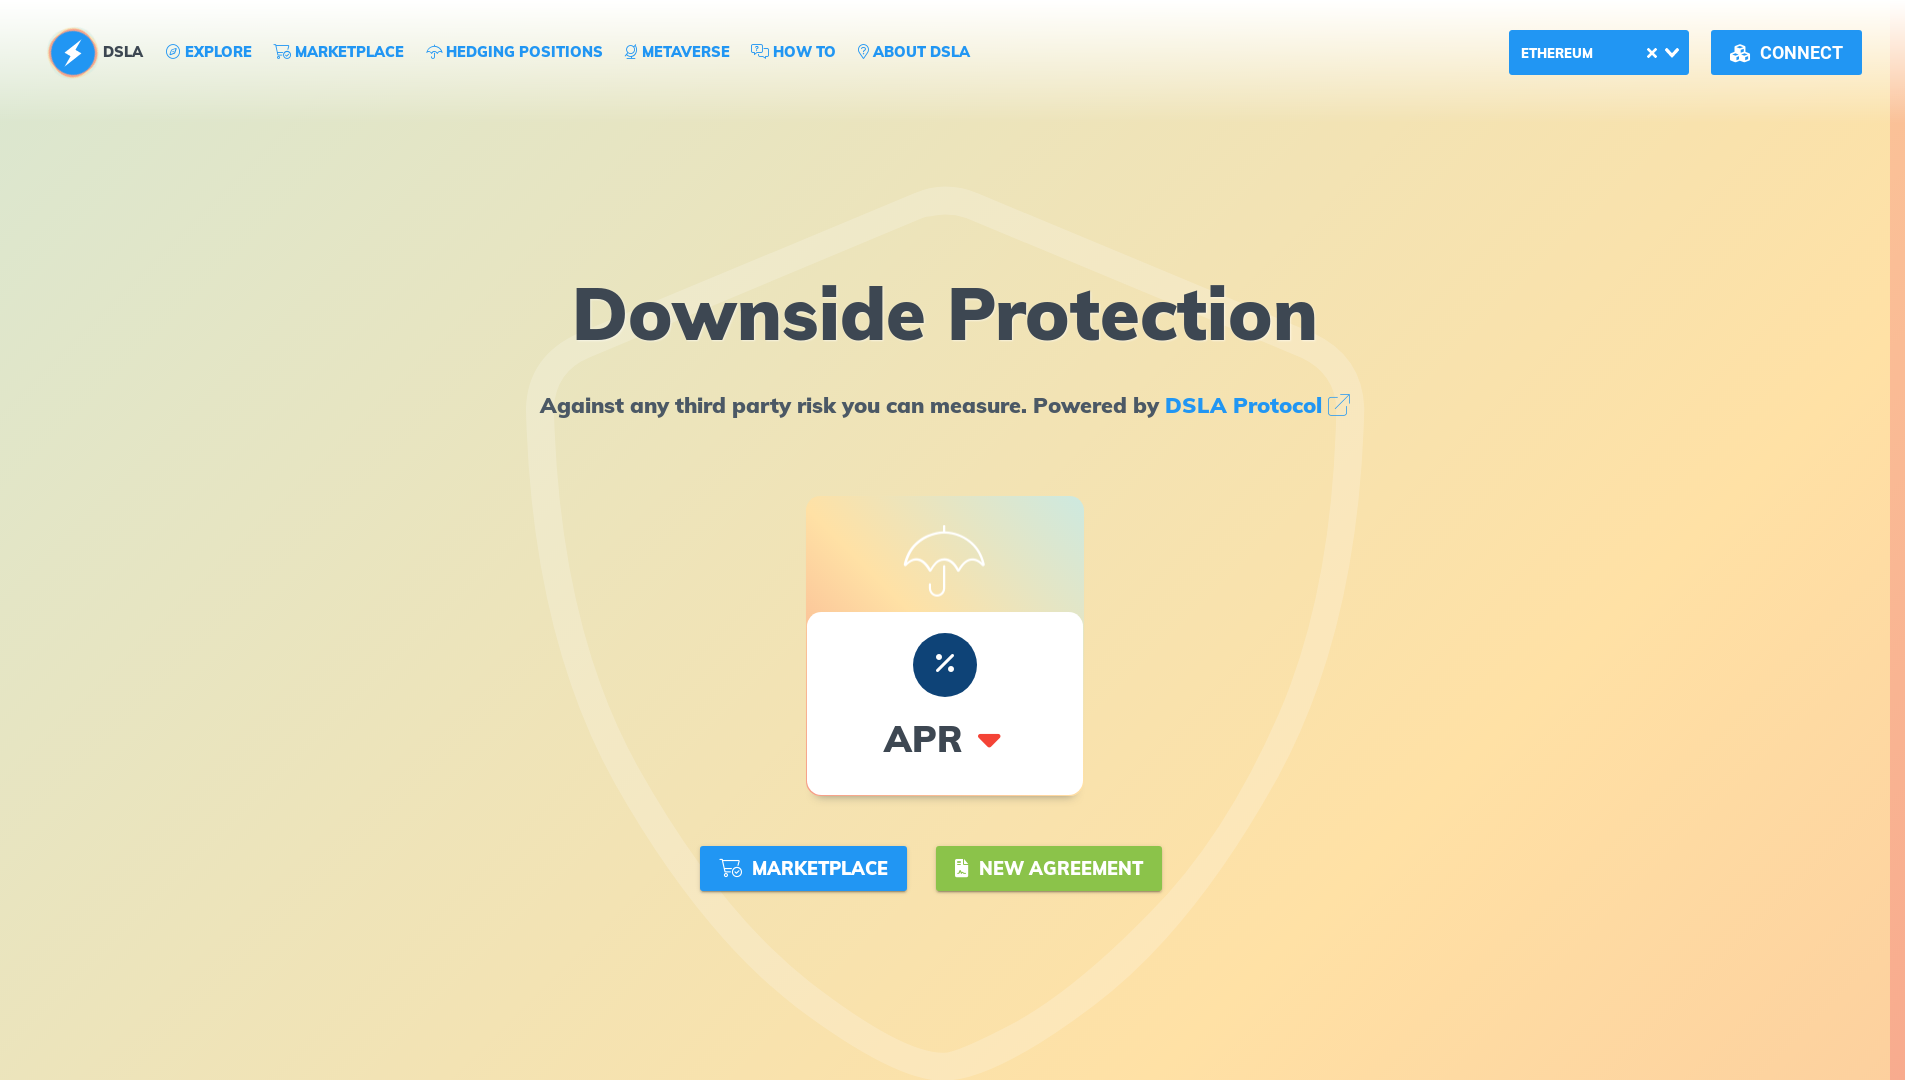 DSLA EXPLORE MARKETPLACE HEDGING POSITIONS METAVERSE HOW TO ABOUT DSLA ETHEREUM CONNECT
Downside Protection
Against any third party risk you can measure. Powered by DSLA Protocol
%
APR
MARKETPLACE NEW AGREEMENT